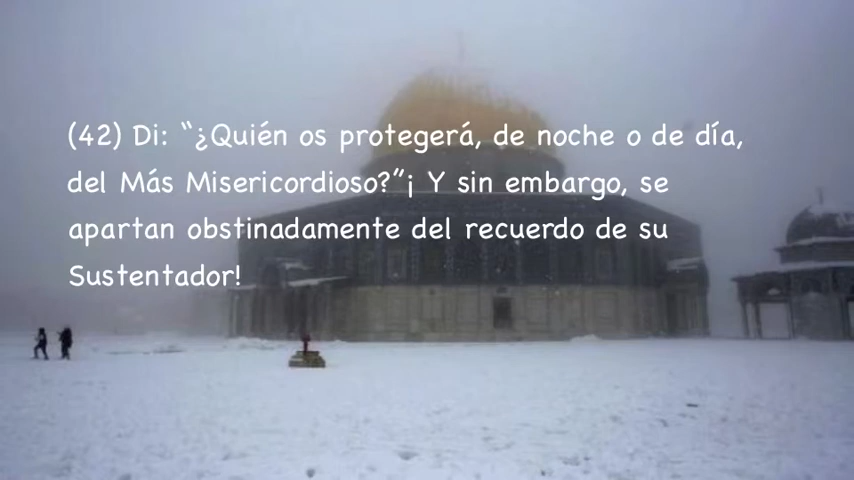 (42) Di: “¿Quién os protegerá, de noche o de día,
del Más Misericordioso?”¡ Y sin embargo, se
apartan obstinadamente del recuerdo de su
Sustentador!